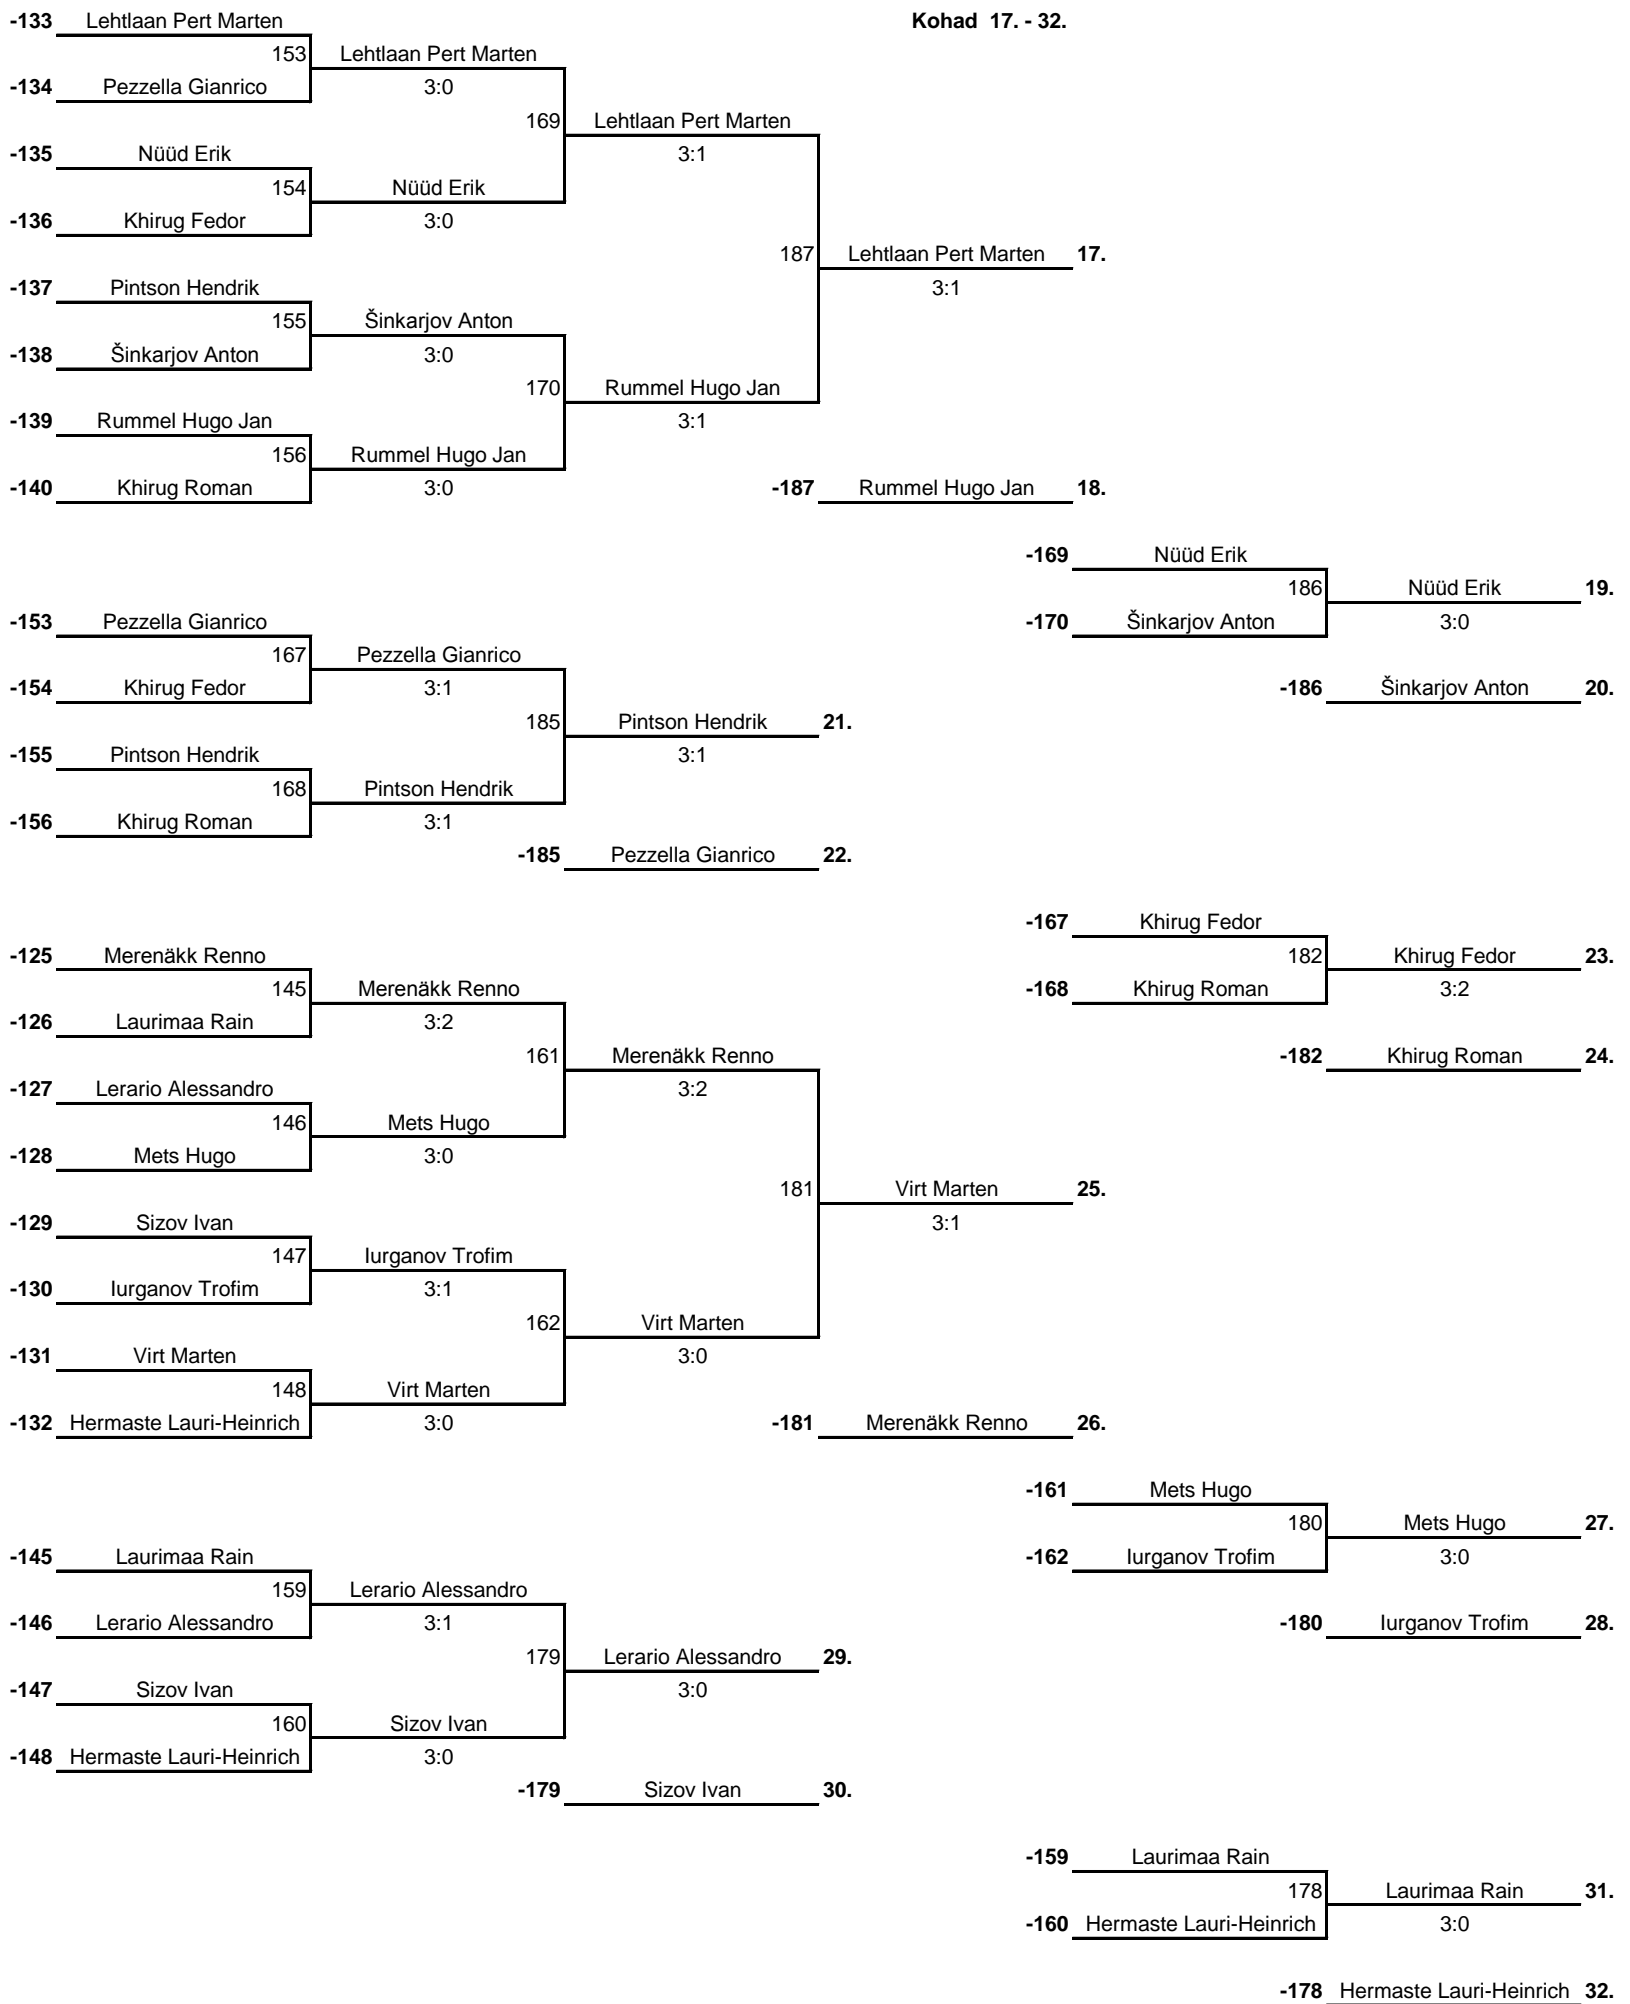 -133 Lehtlaan Pert Marten Kohad 17. - 32.
153 Lehtlaan Pert Marten
-134 Pezzella Gianrico 3:0
169 Lehtlaan Pert Marten
-135 Nüüd Erik 3:1
154 Nüüd Erik
-136 Khirug Fedor 3:0
187 Lehtlaan Pert Marten 17.
-137 Pintson Hendrik 3:1
155 Šinkarjov Anton
-138 Šinkarjov Anton 3:0
170 Rummel Hugo Jan
-139 Rummel Hugo Jan 3:1
156 Rummel Hugo Jan
-140 Khirug Roman 3:0 -187 Rummel Hugo Jan 18.
-169 Nüüd Erik
186 Nüüd Erik 19.
-153 Pezzella Gianrico -170 Šinkarjov Anton 3:0
167 Pezzella Gianrico
-154 Khirug Fedor 3:1 -186 Šinkarjov Anton 20.
185 Pintson Hendrik 21.
-155 Pintson Hendrik 3:1
168 Pintson Hendrik
-156 Khirug Roman 3:1
-185 Pezzella Gianrico 22.
-167 Khirug Fedor
-125 Merenäkk Renno 182 Khirug Fedor 23.
145 Merenäkk Renno -168 Khirug Roman 3:2
-126 Laurimaa Rain 3:2
161 Merenäkk Renno -182 Khirug Roman 24.
-127 Lerario Alessandro 3:2
146 Mets Hugo
-128 Mets Hugo 3:0
181 Virt Marten 25.
-129 Sizov Ivan 3:1
147 Iurganov Trofim
-130 Iurganov Trofim 3:1
162 Virt Marten
-131 Virt Marten 3:0
148 Virt Marten
-132 Hermaste Lauri-Heinrich 3:0 -181 Merenäkk Renno 26.
-161 Mets Hugo
180 Mets Hugo 27.
-145 Laurimaa Rain -162 Iurganov Trofim 3:0
159 Lerario Alessandro
-146 Lerario Alessandro 3:1 -180 Iurganov Trofim 28.
179 Lerario Alessandro 29.
-147 Sizov Ivan 3:0
160 Sizov Ivan
-148 Hermaste Lauri-Heinrich 3:0
-179 Sizov Ivan 30.
-159 Laurimaa Rain
178 Laurimaa Rain 31.
-160 Hermaste Lauri-Heinrich 3:0
-178 Hermaste Lauri-Heinrich 32.